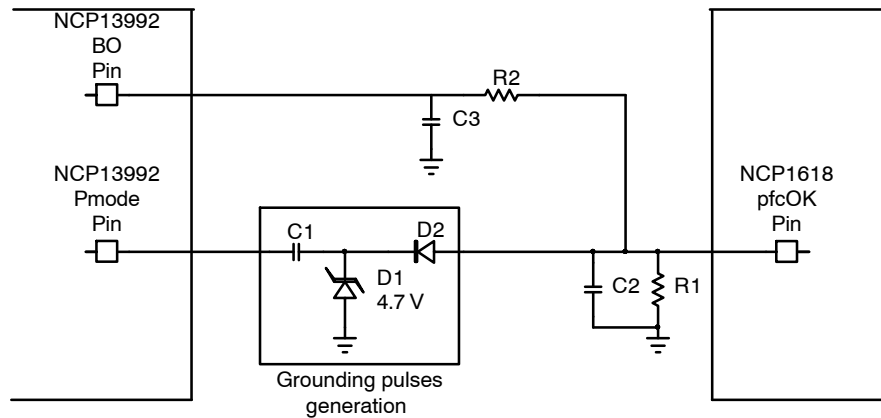 NCP13992
BO
Pin
R2
C3
NCP13992
Pmode
Pin
NCP1618
pfcOK
Pin
C1
D2
D1
4.7 V
C2
R1
Grounding pulses
generation